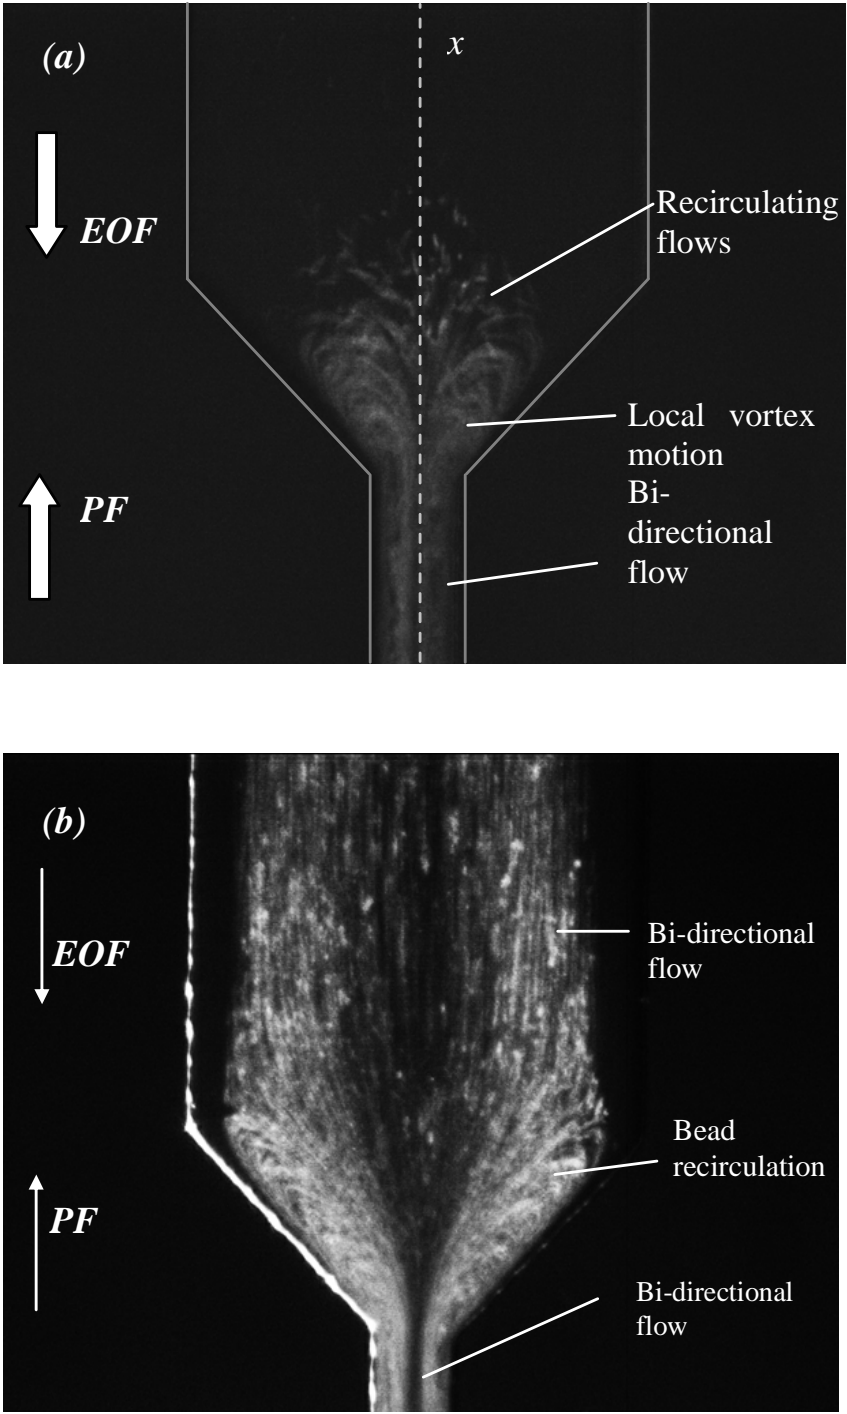 (a)
x
EOF
Recirculating
flows
PF
Local vortex
motion
Bi-
directional
flow
(b)
EOF
Bi-directional
flow
Bead
recirculation
PF
Bi-directional
flow